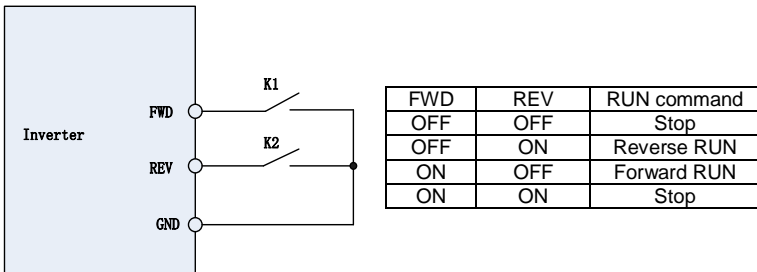 Inverter
FWD
REV
GND
K1
K2
FWD REV RUN command
OFF OFF Stop
OFF ON Reverse RUN
ON OFF Forward RUN
ON ON Stop